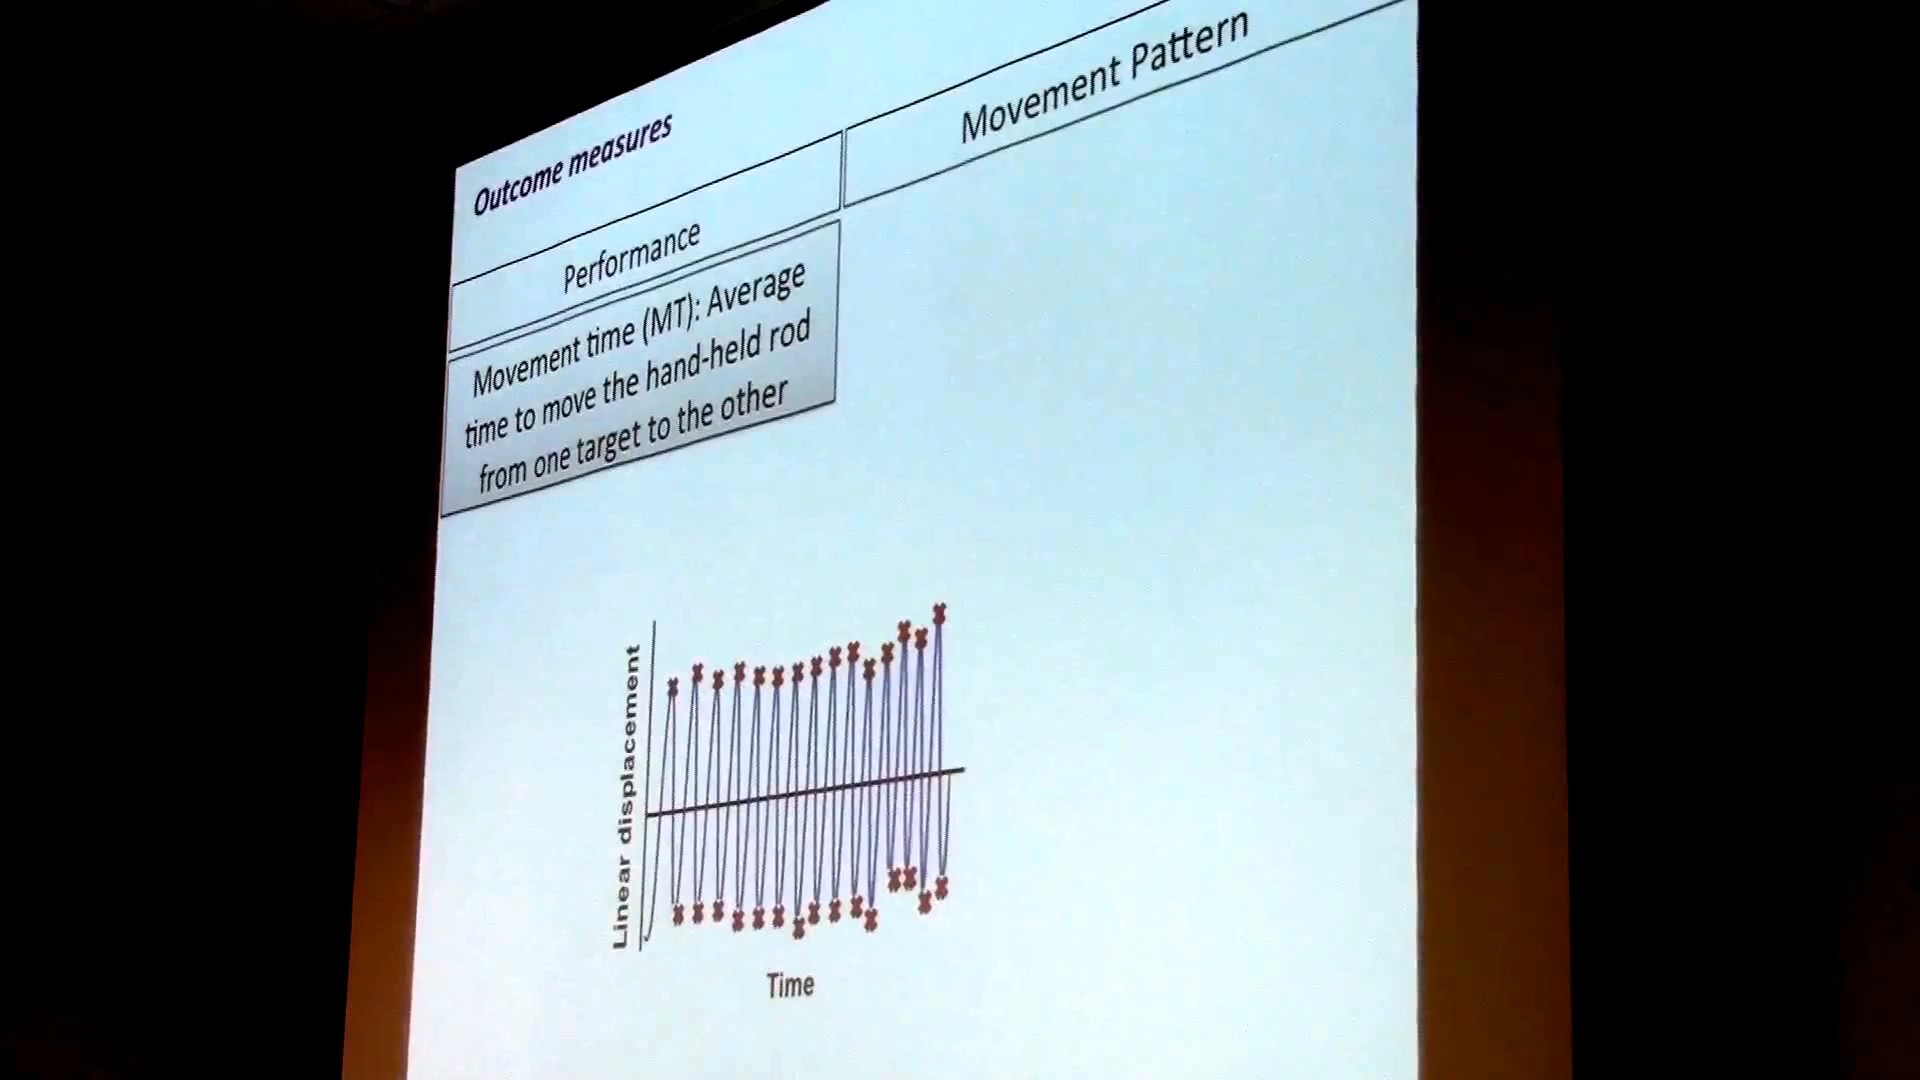 Outcome measures
Performance
Movement Pattern
Movement time (MT): Average
time to move the hand-held rod
from one target to the other
Linear displacement
Time